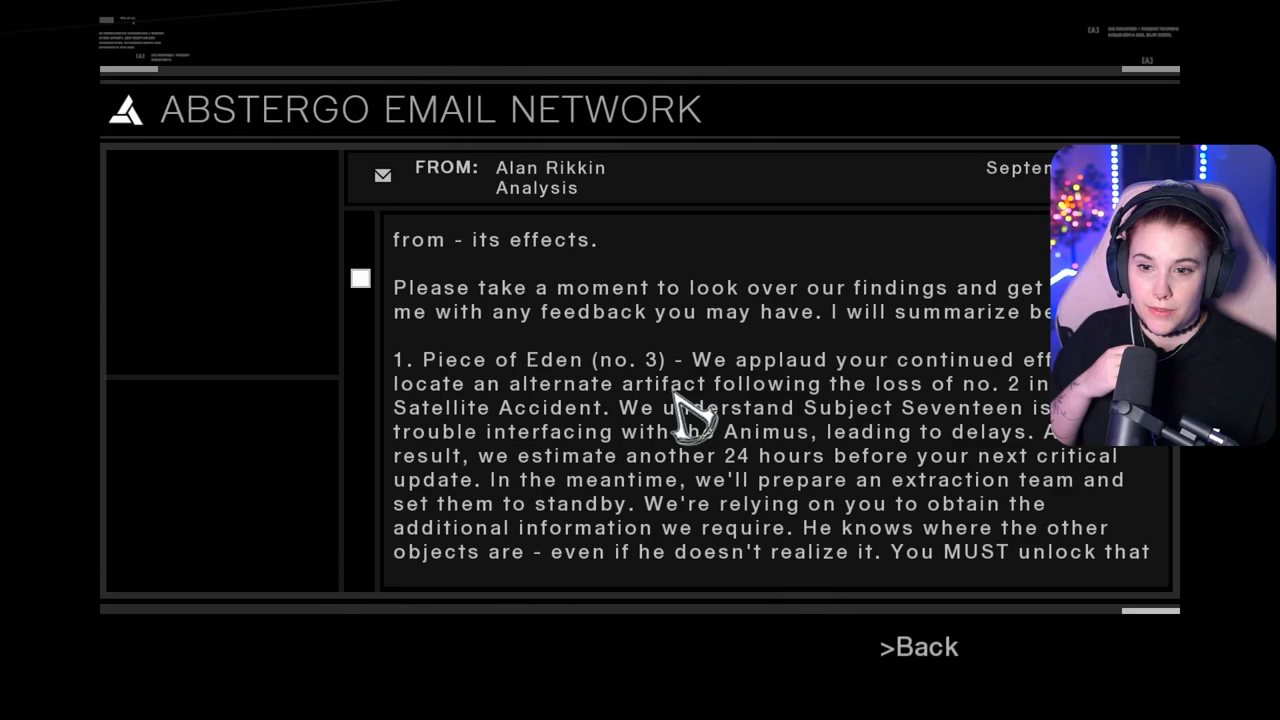 ABSTERGO EMAIL NETWORK
FROM: Alan Rikkin
Analysis
Septem
from - its effects.
Please take a moment to look over our findings and get
me with any feedback you may have. I will summarize be
1. Piece of Eden (no. 3) - We applaud your continued eff
locate an alternate artifact following the loss of no. 2 in
Satellite Accident. We understand Subject Seventeen is
trouble interfacing with the Animus, leading to delays. A
result, we estimate another 24 hours before your next critical
update. In the meantime, we'll prepare an extraction team and
set them to standby. We're relying on you to obtain the
additional information we require. He knows where the other
objects are - even if he doesn't realize it. You MUST unlock that
>Back